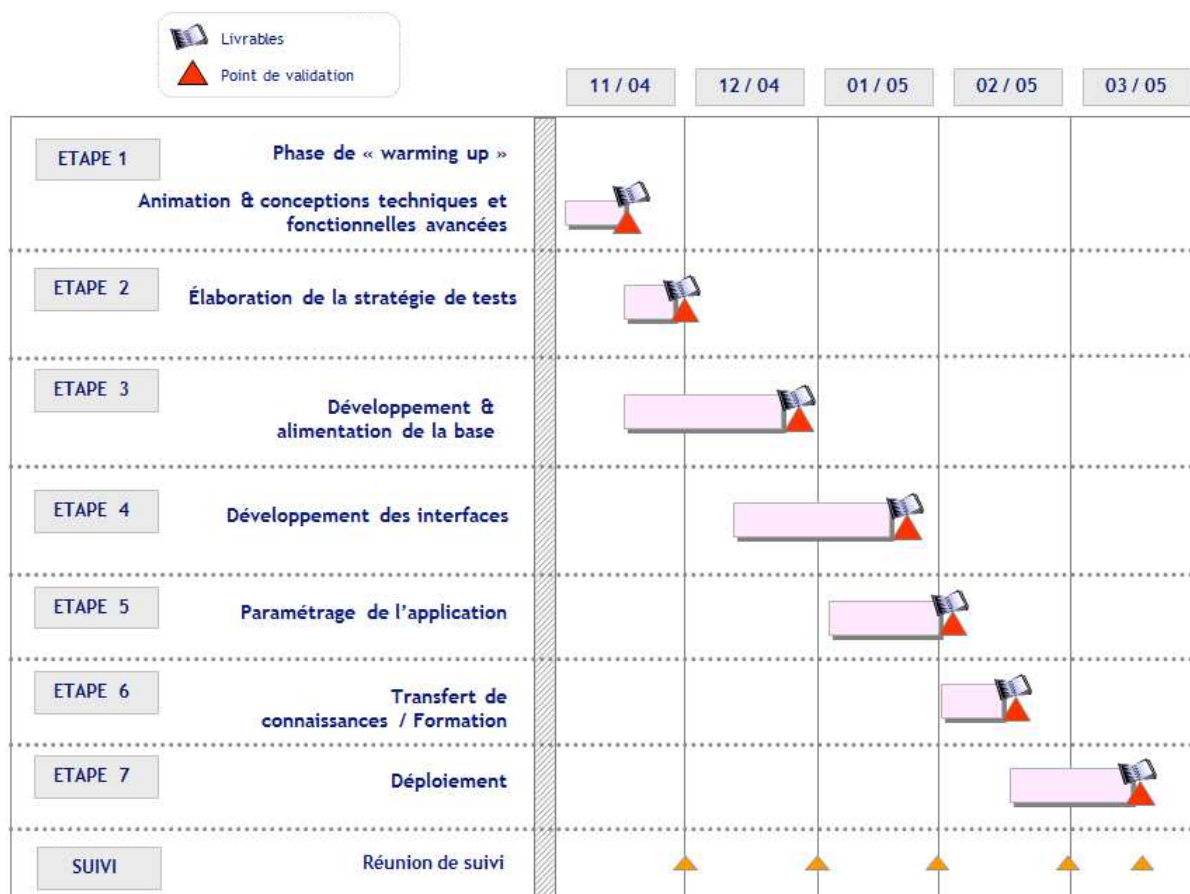 Livrables
Point de validation
11 / 04
12 / 04
01 / 05
02 / 05
03 / 05
ETAPE 1
Phase de « warming up »
Animation & conceptions techniques et
fonctionnelles avancées
ETAPE 2
Élaboration de la stratégie de tests
ETAPE 3
Développement &
alimentation de la base
ETAPE 4
Développement des interfaces
ETAPE 5
Paramétrage de l'application
ETAPE 6
Transfert de
connaissances / Formation
ETAPE 7
Déploiement
SUIVI
Réunion de suivi